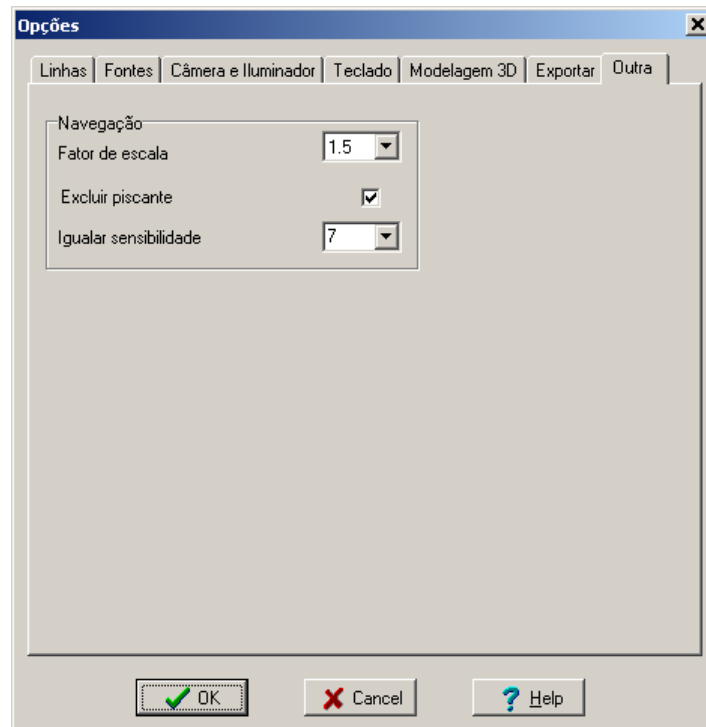 Opções
Linhas Fontes Câmera e Iluminador Teclado Modelagem 3D Exportar Outra
Navegação
Fator de escala 1.5
Excluir piscante
Igualar sensibilidade 7
OK Cancel Help